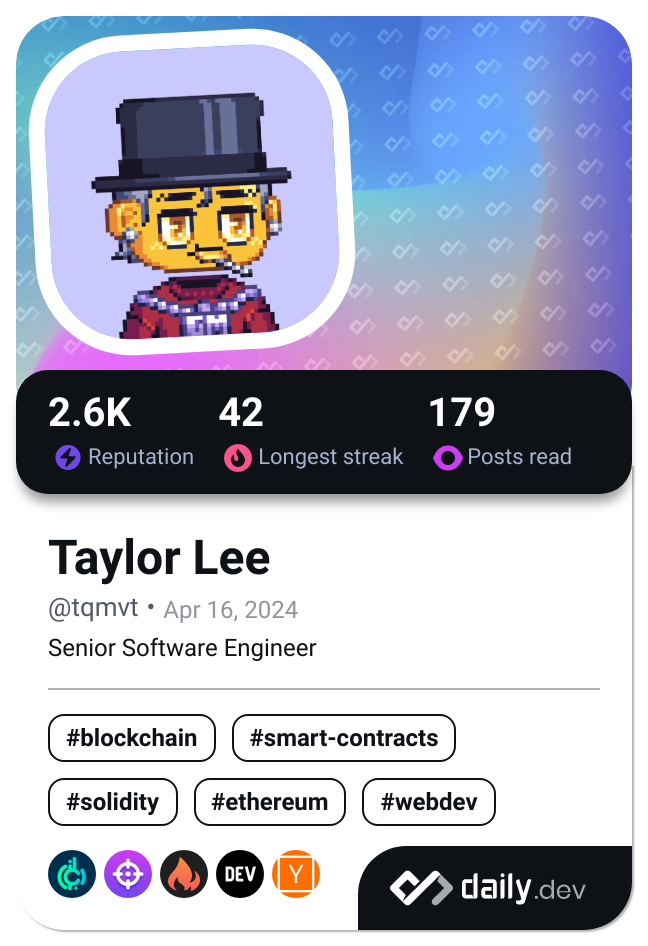 GM
2.6K 42 179
Reputation Longest streak Posts read
Taylor Lee
@tqmvt • Apr 16, 2024
Senior Software Engineer
#blockchain #smart-contracts
#solidity #ethereum #webdev
DEV Y
daily.dev